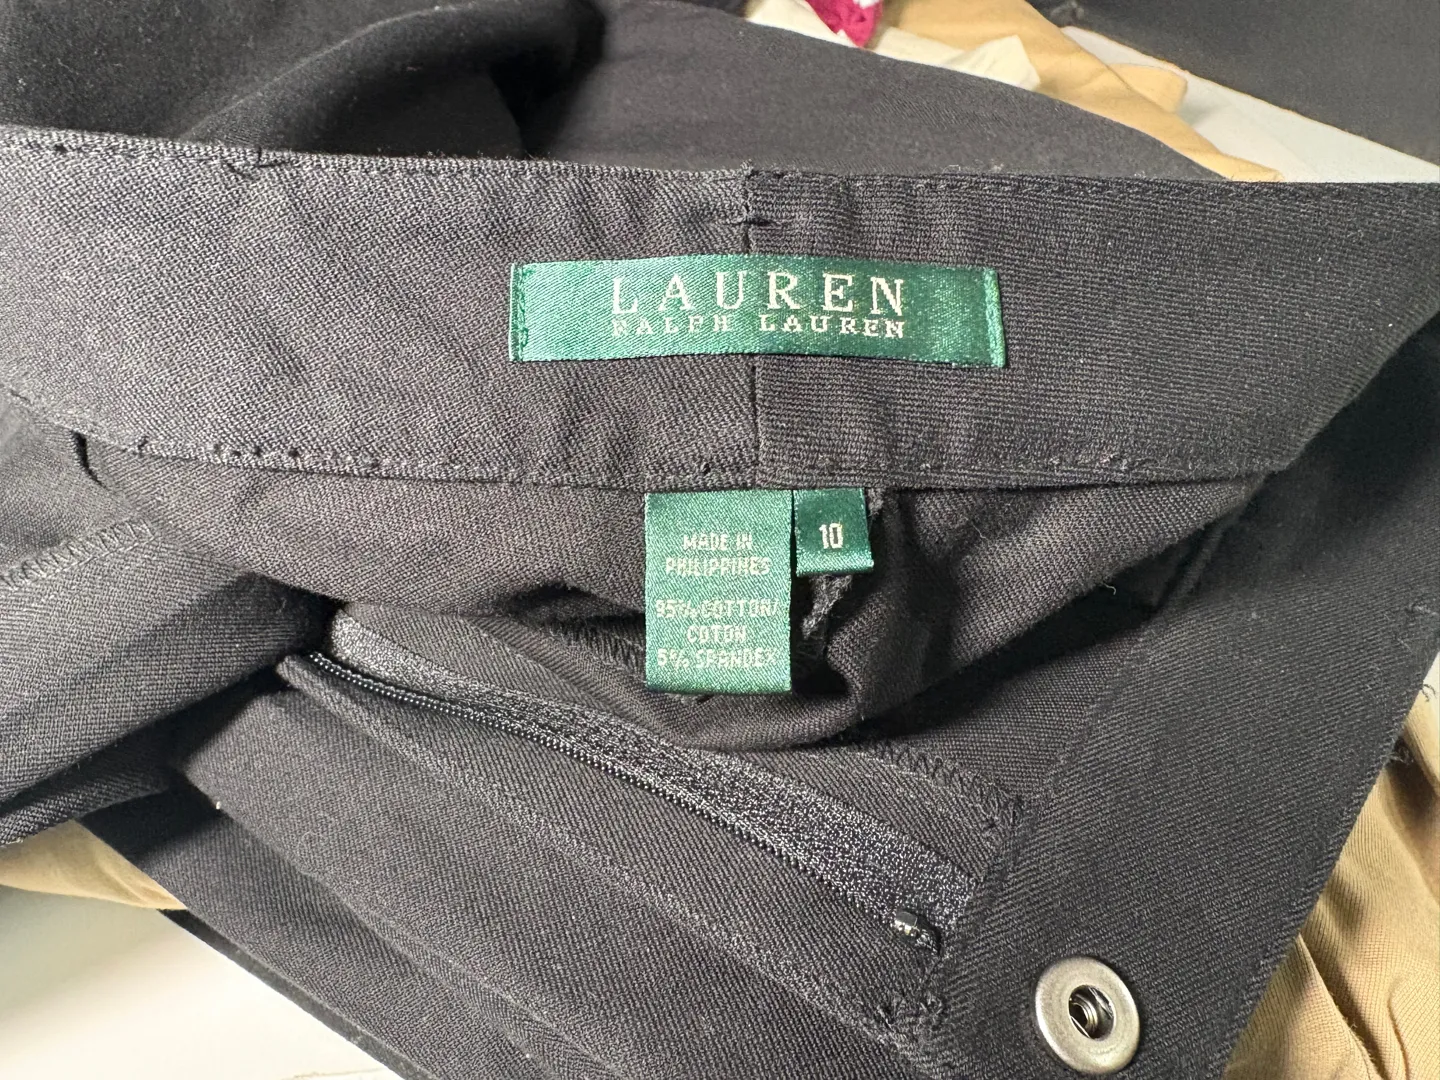 LAUREN
RALPH LAUREN
10
MADE IN
PHILIPPINES
95% COTTON/
COTON
5% SPANDEX